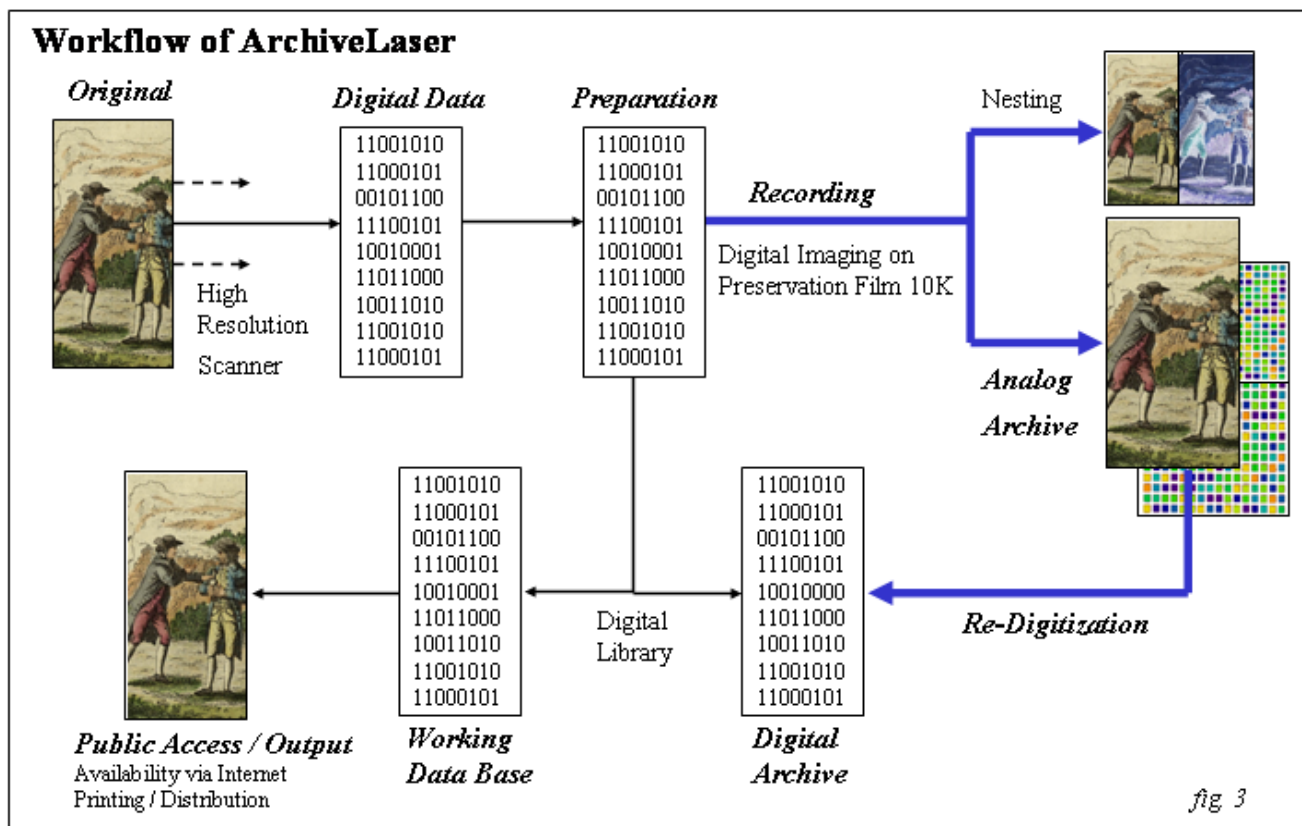 Workflow of ArchiveLaser
Original
Digital Data
Preparation
Nesting
11001010
11000101
00101100
11100101
10010001
11011000
10011010
11001010
11000101
11001010
11000101
00101100
11100101
10010001
11011000
10011010
11001010
11000101
Recording
Digital Imaging on
Preservation Film 10K
High
Resolution
Scanner
Analog
Archive
11001010
11000101
00101100
11100101
10010001
11011000
10011010
11001010
11000101
11001010
11000101
00101100
11100101
10010000
11011000
10011010
11001010
11000101
Digital
Library
Re-Digitization
Public Access / Output
Availability via Internet
Printing / Distribution
Working
Data Base
Digital
Archive
fig. 3